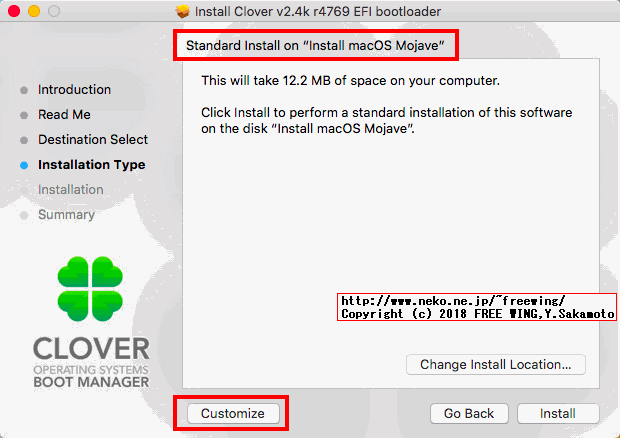 Install Clover v2.4k r4769 EFI bootloader
Standard Install on “Install macOS Mojave”
Introduction
Read Me
Destination Select
Installation Type
Installation
Summary
This will take 12.2 MB of space on your computer.
Click Install to perform a standard installation of this software
on the disk “Install macOS Mojave”.
http://www.neko.ne.jp/~freewing/
Copyright (c) 2018 FREE WING,Y.Sakamoto
CLOVER
OPERATING SYSTEMS
BOOT MANAGER
Change Install Location...
Customize
Go Back
Install